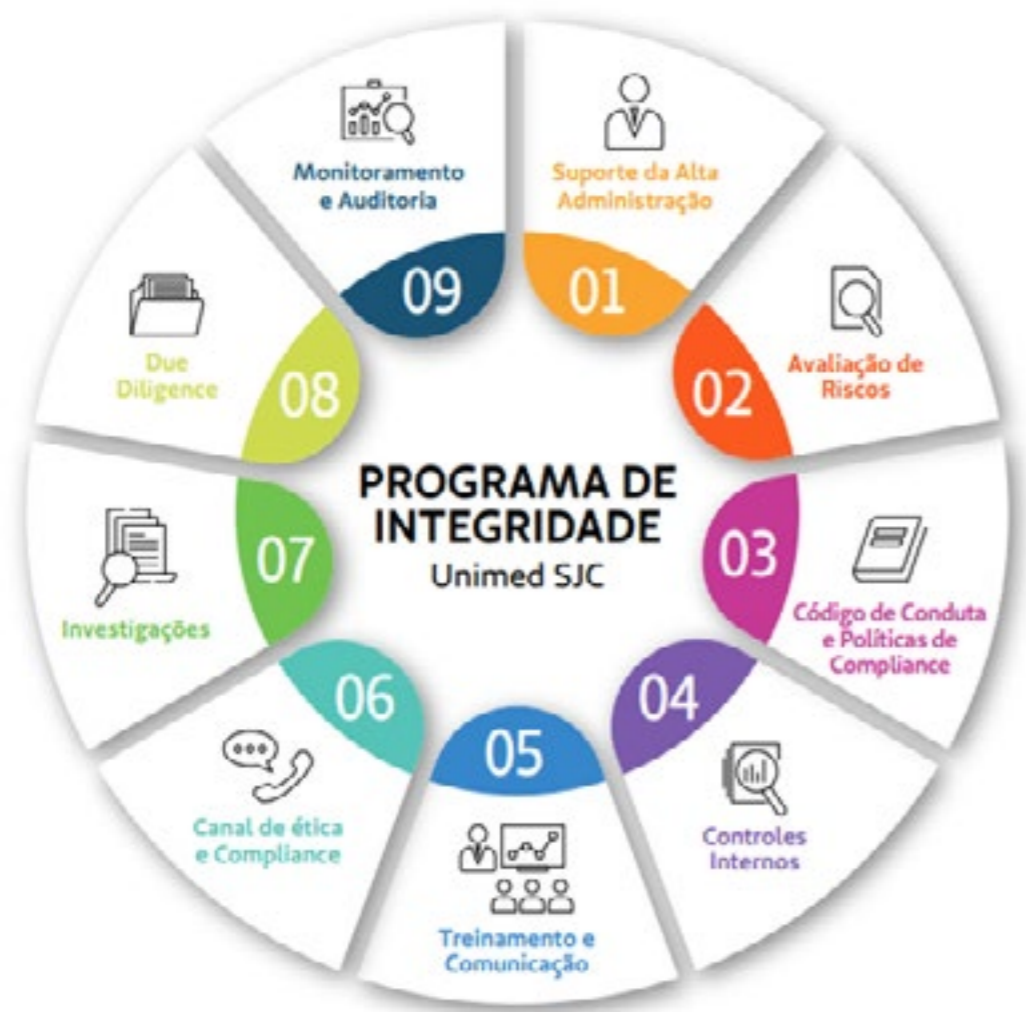 PROGRAMA DE
INTEGRIDADE
Unimed SJC
01
Suporte da Alta
Administração
02
Avaliação de
Riscos
03
Código de Conduta
e Políticas de
Compliance
04
Controles
Internos
05
Treinamento e
Comunicação
06
Canal de ética
e Compliance
07
Investigações
08
Due
Diligence
09
Monitoramento
e Auditoria